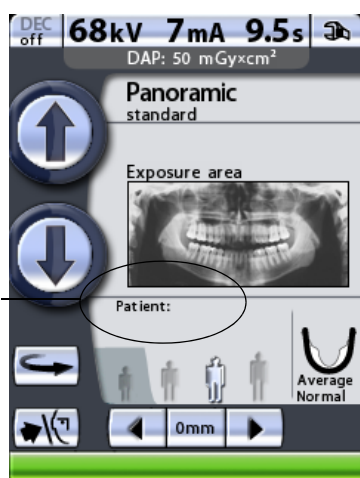 DEC off 68kV 7mA 9.5s
DAP: 50 mGy×cm²
Panoramic
standard
Exposure area
Patient:
Average
Normal
0mm